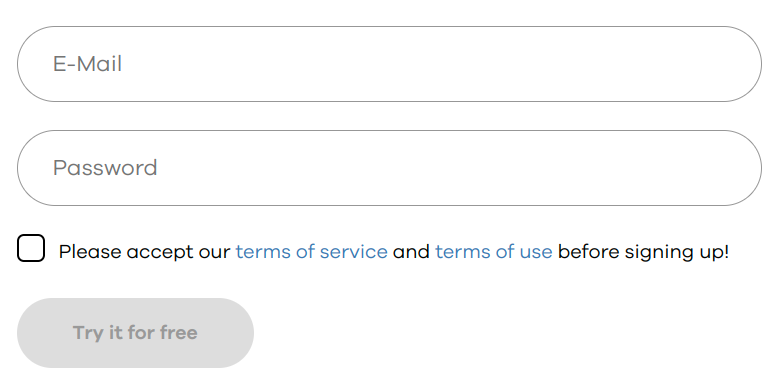 E-Mail
Password
Please accept our terms of service and terms of use before signing up!
Try it for free